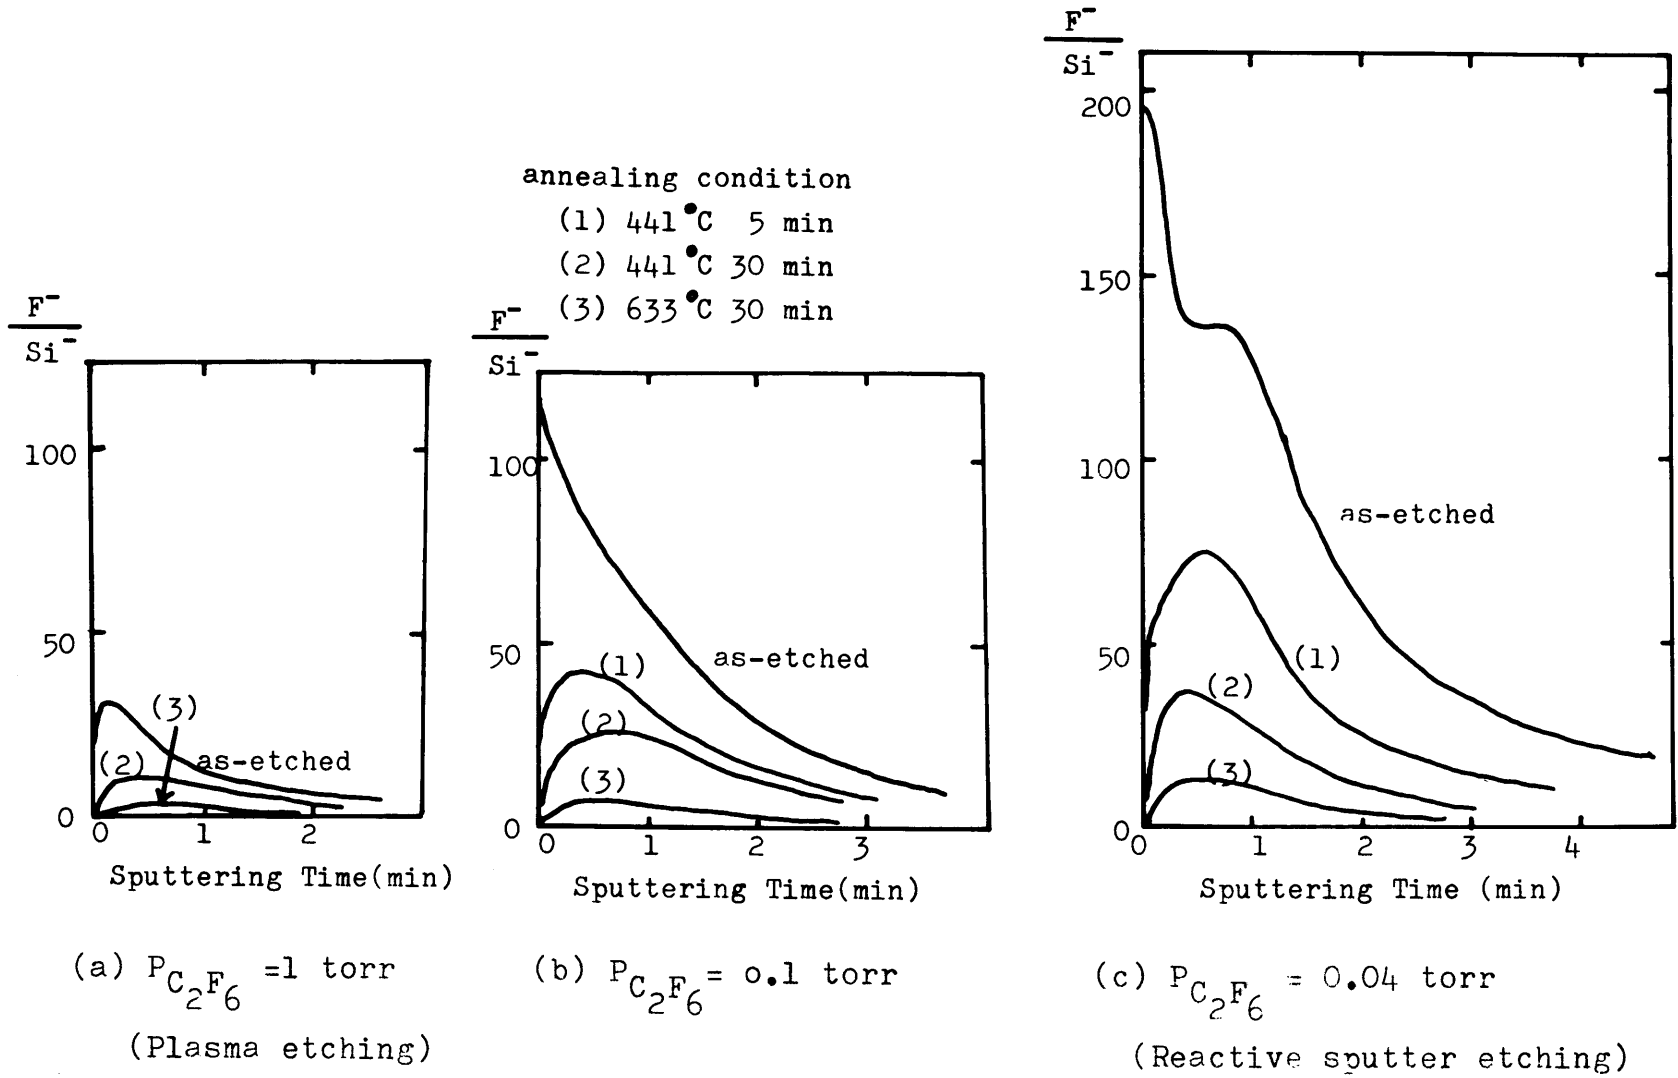 annealing condition
(1) 441°C 5 min
(2) 441°C 30 min
(3) 633°C 30 min
F⁻
Si⁻
100
50
0
0
1
2
(3)
(2)
as-etched
Sputtering Time(min)
(a) P_C₂F₆ =1 torr
(Plasma etching)
F⁻
Si⁻
100
50
0
0
1
2
3
(1)
(2)
(3)
as-etched
Sputtering Time(min)
(b) P_C₂F₆= 0.1 torr
F⁻
Si⁻
200
150
100
50
0
0
1
2
3
4
as-etched
(1)
(2)
(3)
Sputtering Time (min)
(c) P_C₂F₆ = 0.04 torr
(Reactive sputter etching)